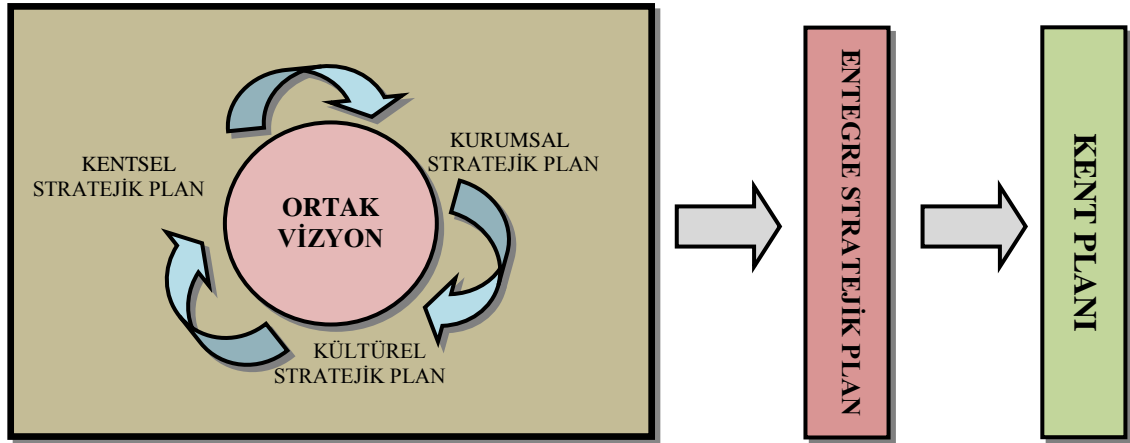 KENTSEL
STRATEJİK PLAN
KURUMSAL
STRATEJİK PLAN
ORTAK
VİZYON
KÜLTÜREL
STRATEJİK PLAN
ENTEGRE STRATEJİK PLAN
KENT PLANI